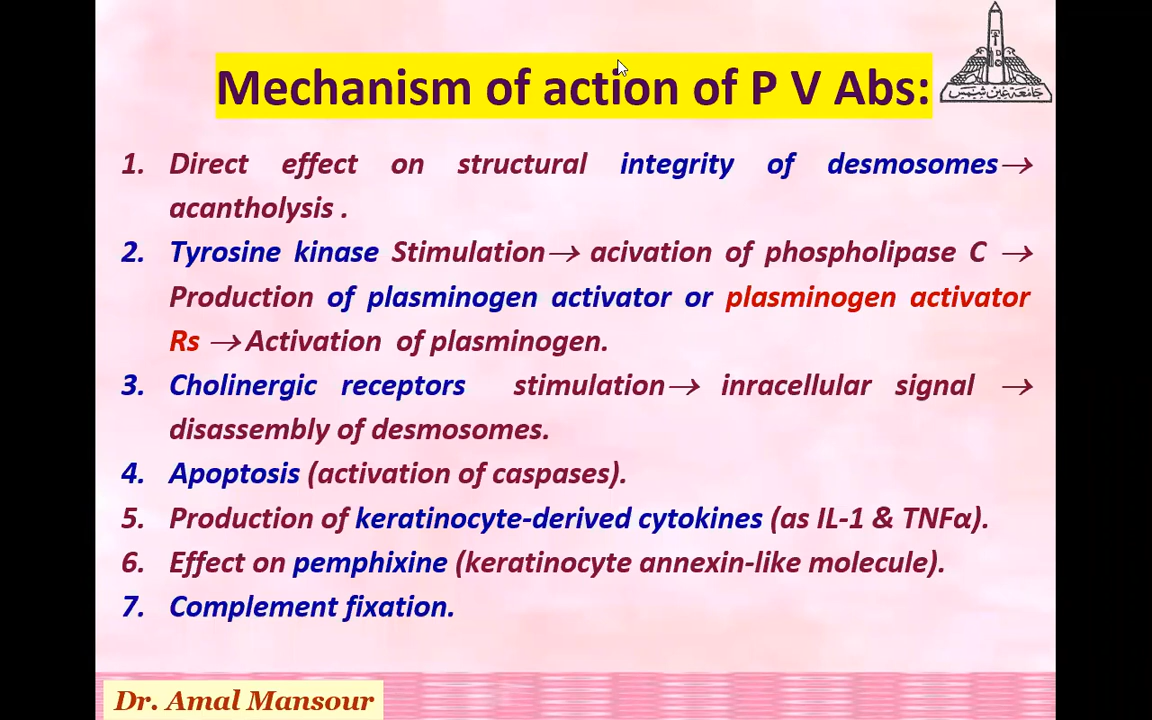 Mechanism of action of P V Abs:
جامعة عين شمس
1. Direct effect on structural integrity of desmosomes→
acantholysis .
2. Tyrosine kinase Stimulation→ acivation of phospholipase C →
Production of plasminogen activator or plasminogen activator
Rs → Activation of plasminogen.
3. Cholinergic receptors stimulation→ inracellular signal →
disassembly of desmosomes.
4. Apoptosis (activation of caspases).
5. Production of keratinocyte-derived cytokines (as IL-1 & TNFα).
6. Effect on pemphixine (keratinocyte annexin-like molecule).
7. Complement fixation.
Dr. Amal Mansour